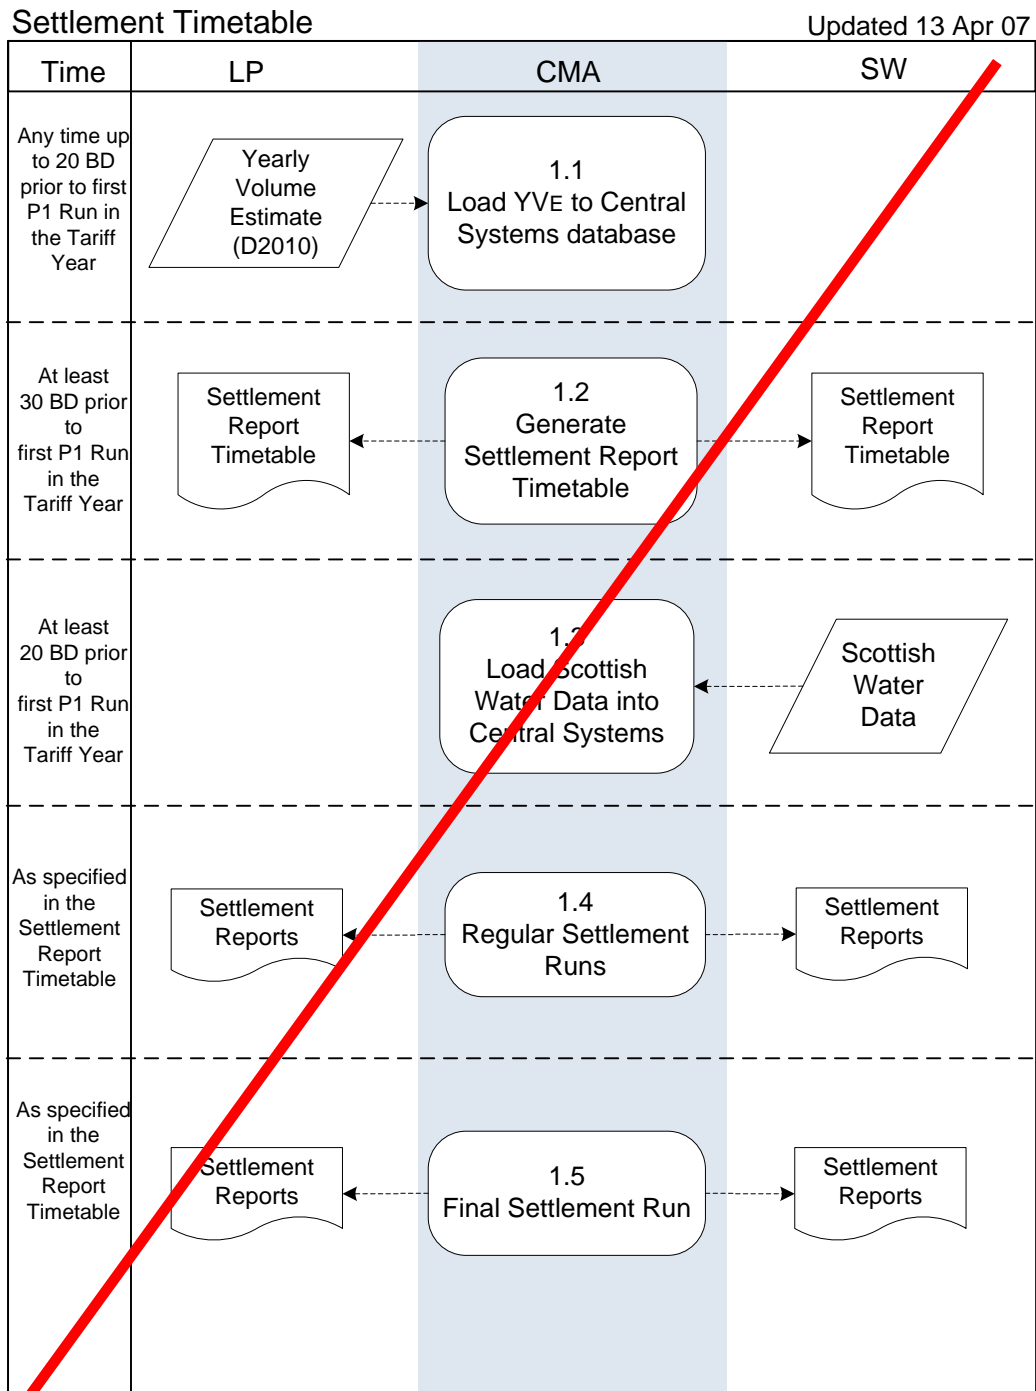 Settlement Timetable
Updated 13 Apr 07
Time
LP
CMA
SW
Any time up
to 20 BD
prior to first
P1 Run in
the Tariff
Year
Yearly
Volume
Estimate
(D2010)
1.1
Load YVE to Central
Systems database
At least
30 BD prior
to
first P1 Run
in the
Tariff Year
Settlement
Report
Timetable
1.2
Generate
Settlement Report
Timetable
Settlement
Report
Timetable
At least
20 BD prior
to
first P1 Run
in the
Tariff Year
1.3
Load Scottish
Water Data into
Central Systems
Scottish
Water
Data
As specified
in the
Settlement
Report
Timetable
Settlement
Reports
1.4
Regular Settlement
Runs
Settlement
Reports
As specified
in the
Settlement
Report
Timetable
Settlement
Reports
1.5
Final Settlement Run
Settlement
Reports